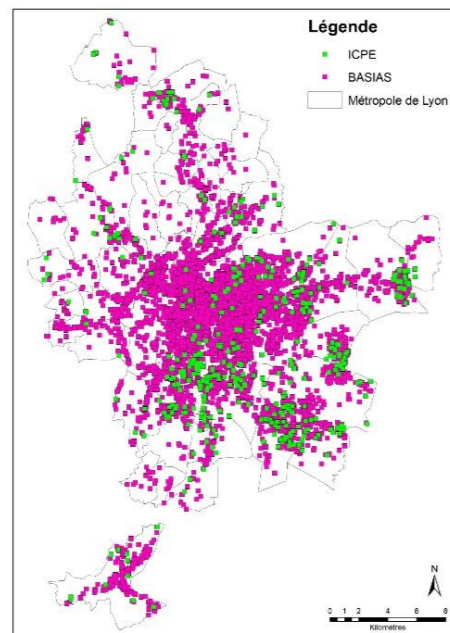 Légende
ICPE
BASIAS
Métropole de Lyon
N
0 1 2 4 6 8
Kilomètres